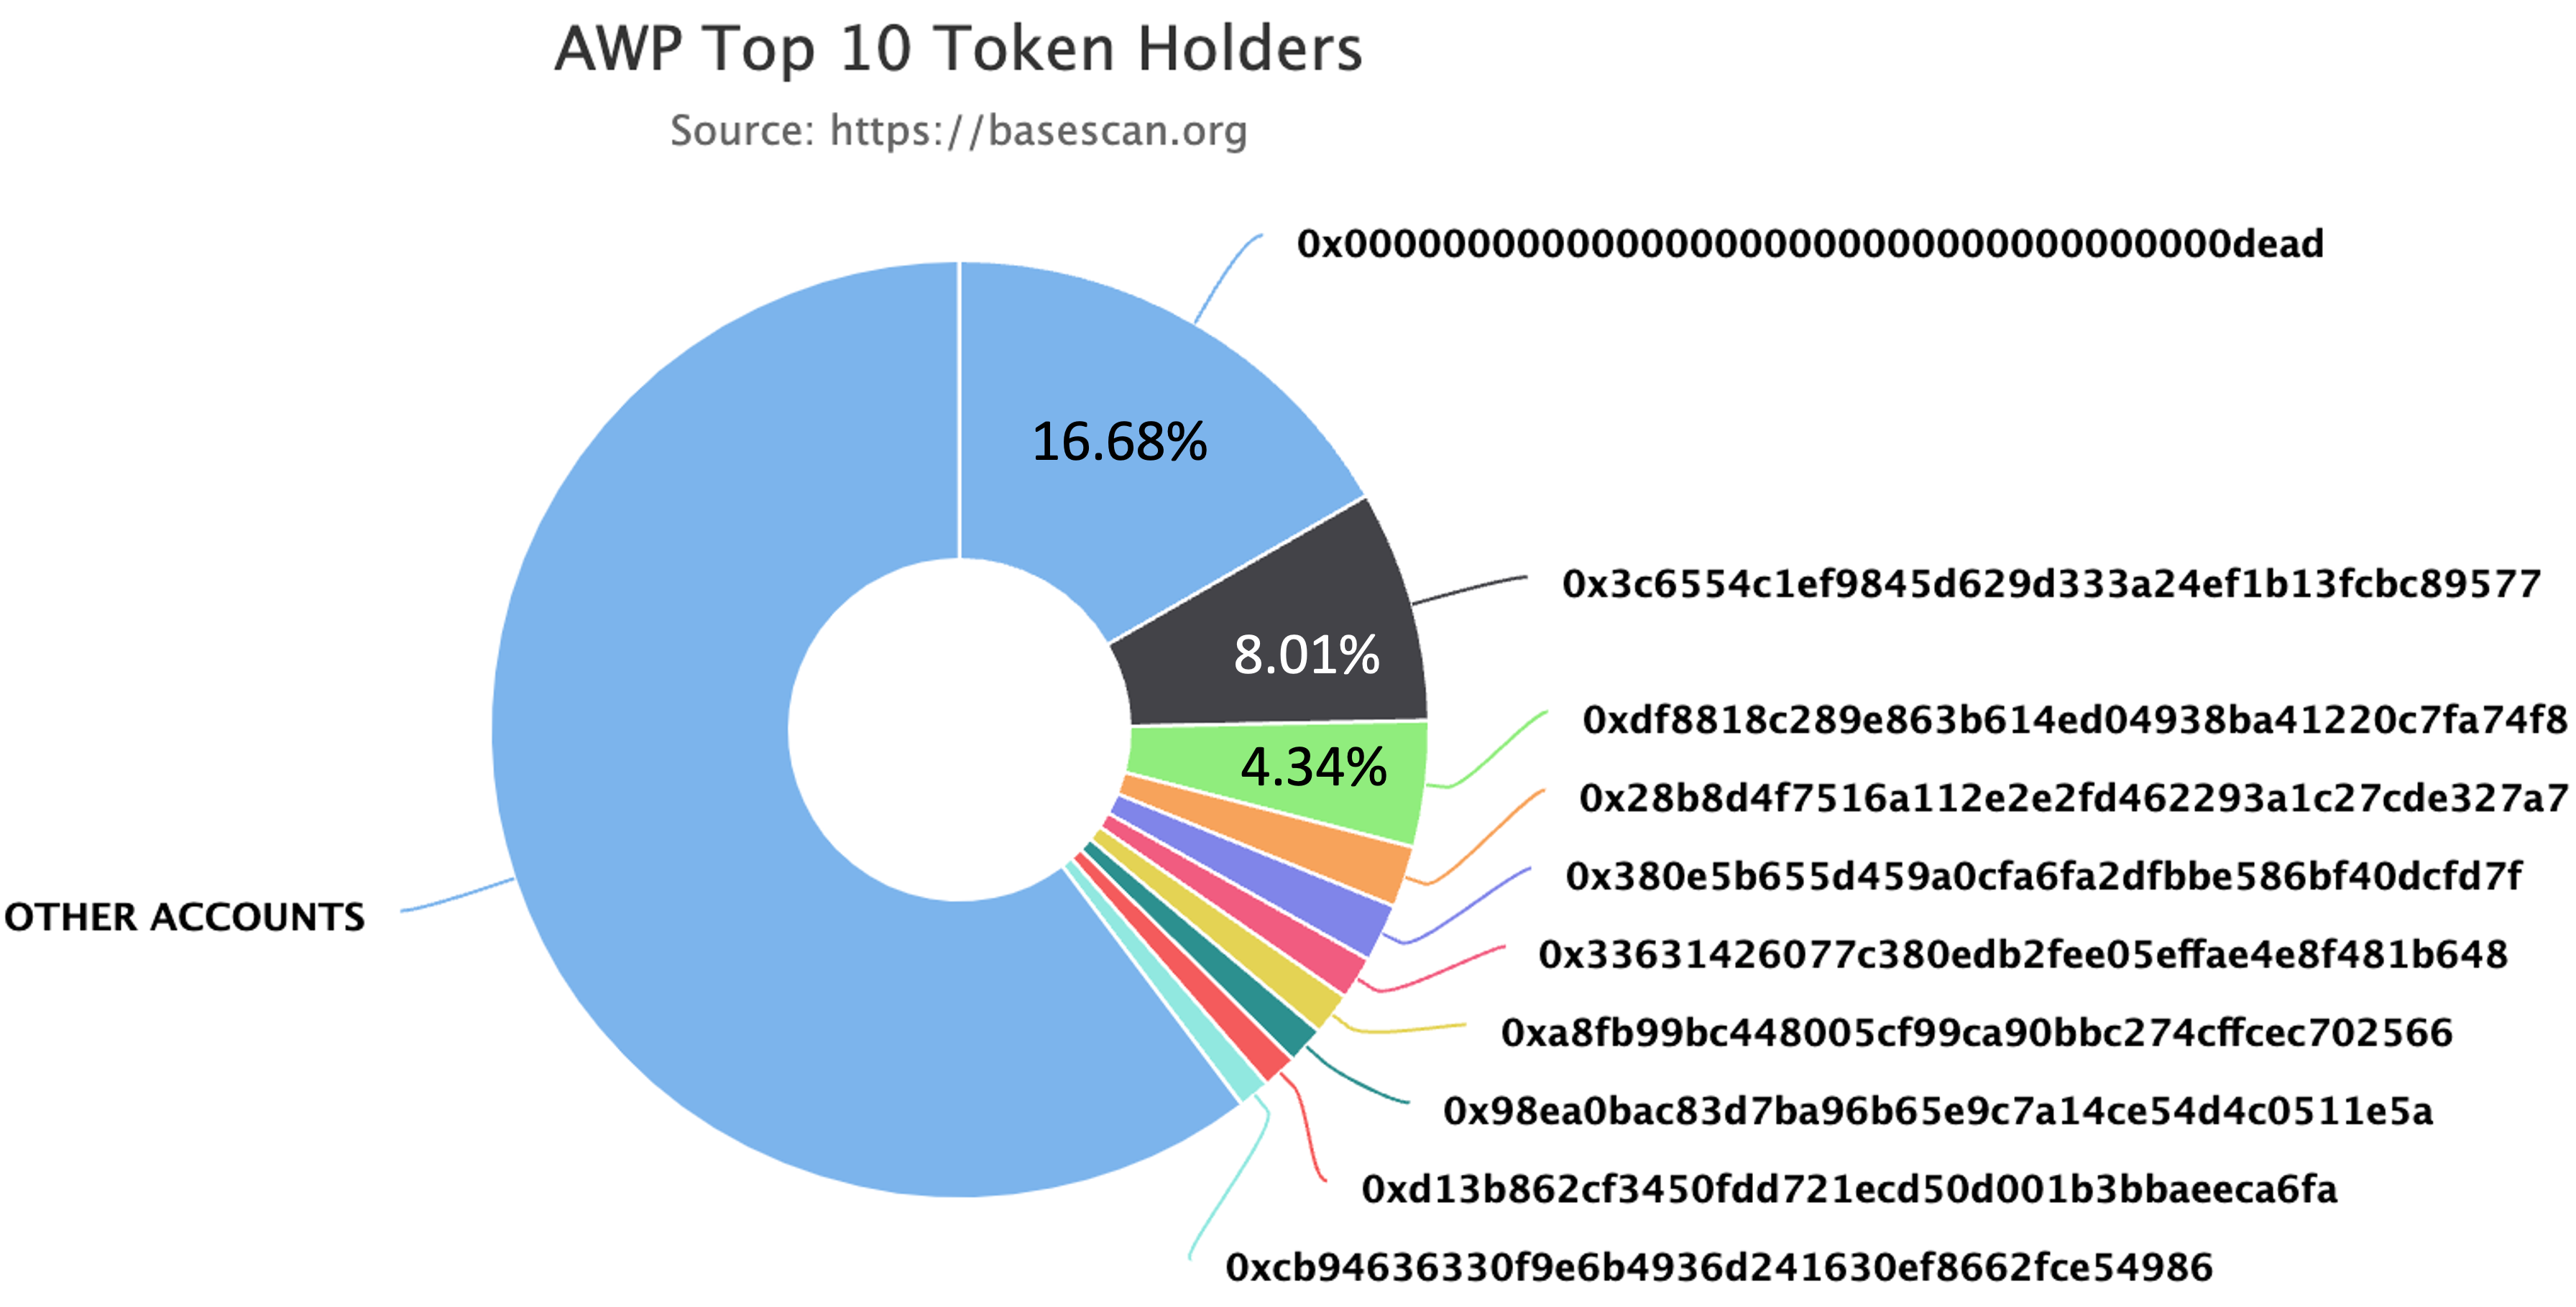 AWP Top 10 Token Holders
Source: https://basescan.org
0x000000000000000000000000000000000000dead
16.68%
0x3c6554c1ef9845d629d333a24ef1b13fcbc89577
8.01%
0xdf8818c289e863b614ed04938ba41220c7fa74f8
4.34%
0x28b8d4f7516a112e2e2fd462293a1c27cde327a7
0x380e5b655d459a0cfa6fa2dfbbe586bf40dcfd7f
OTHER ACCOUNTS
0x33631426077c380edb2fee05effae4e8f481b648
0xa8fb99bc448005cf99ca90bbc274cffcec702566
0x98ea0bac83d7ba96b65e9c7a14ce54d4c0511e5a
0xd13b862cf3450fdd721ecd50d001b3bbaeeca6fa
0xcb94636330f9e6b4936d241630ef8662fce54986